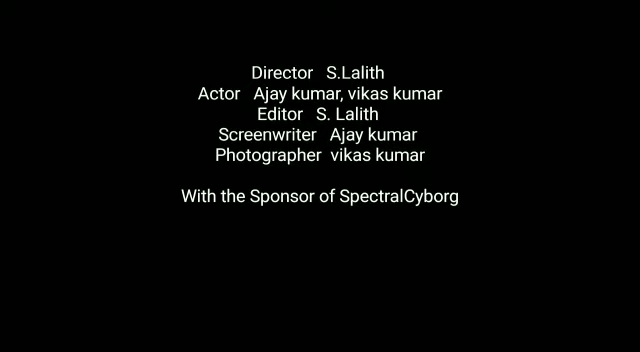 Director S.Lalith
Actor Ajay kumar, vikas kumar
Editor S. Lalith
Screenwriter Ajay kumar
Photographer vikas kumar
With the Sponsor of SpectralCyborg